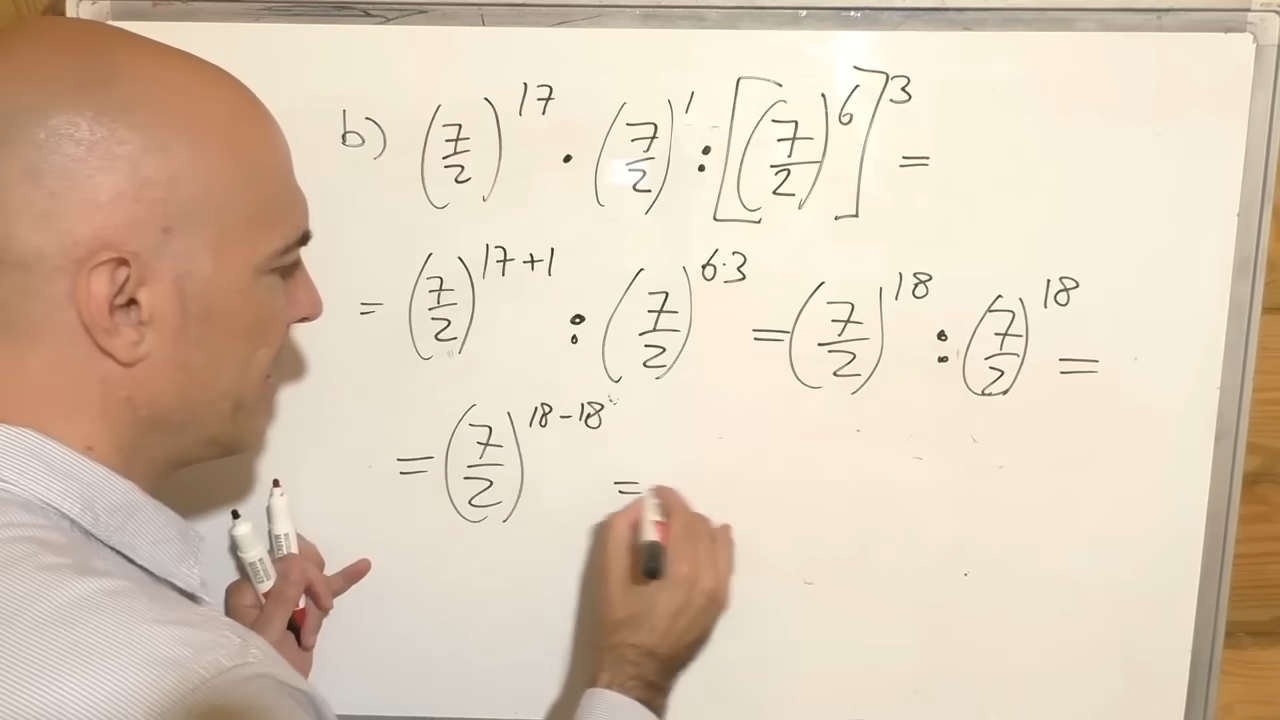 b) (7/2)^17 · (7/2)^1 : [(7/2)^6]^3 =
= (7/2)^17+1 : (7/2)^6·3 = (7/2)^18 : (7/2)^18 =
= (7/2)^18-18 =